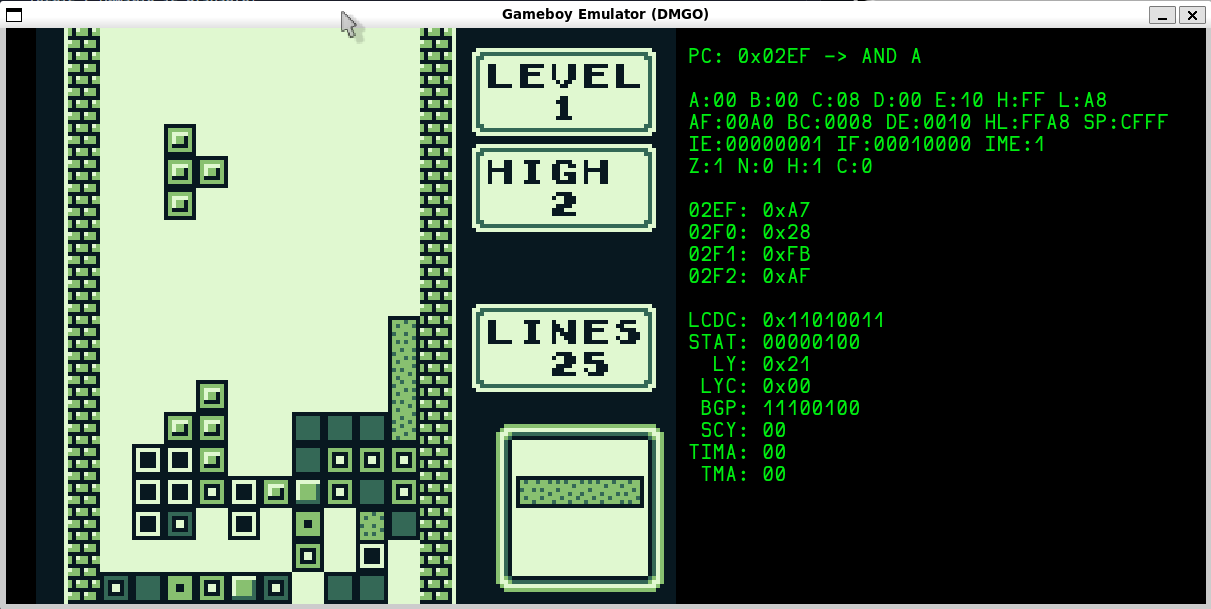 Gameboy Emulator (DMGO)
LEVEL
1
HIGH
2
LINES
25
PC: 0x02EF -> AND A
A:00 B:00 C:08 D:00 E:10 H:FF L:A8
AF:00A0 BC:0008 DE:0010 HL:FFA8 SP:CFFF
IE:00000001 IF:00010000 IME:1
Z:1 N:0 H:1 C:0
02EF: 0xA7
02F0: 0x28
02F1: 0xFB
02F2: 0xAF
LCDC: 0x11010011
STAT: 00000100
LY: 0x21
LYC: 0x00
BGP: 11100100
SCY: 00
TIMA: 00
TMA: 00